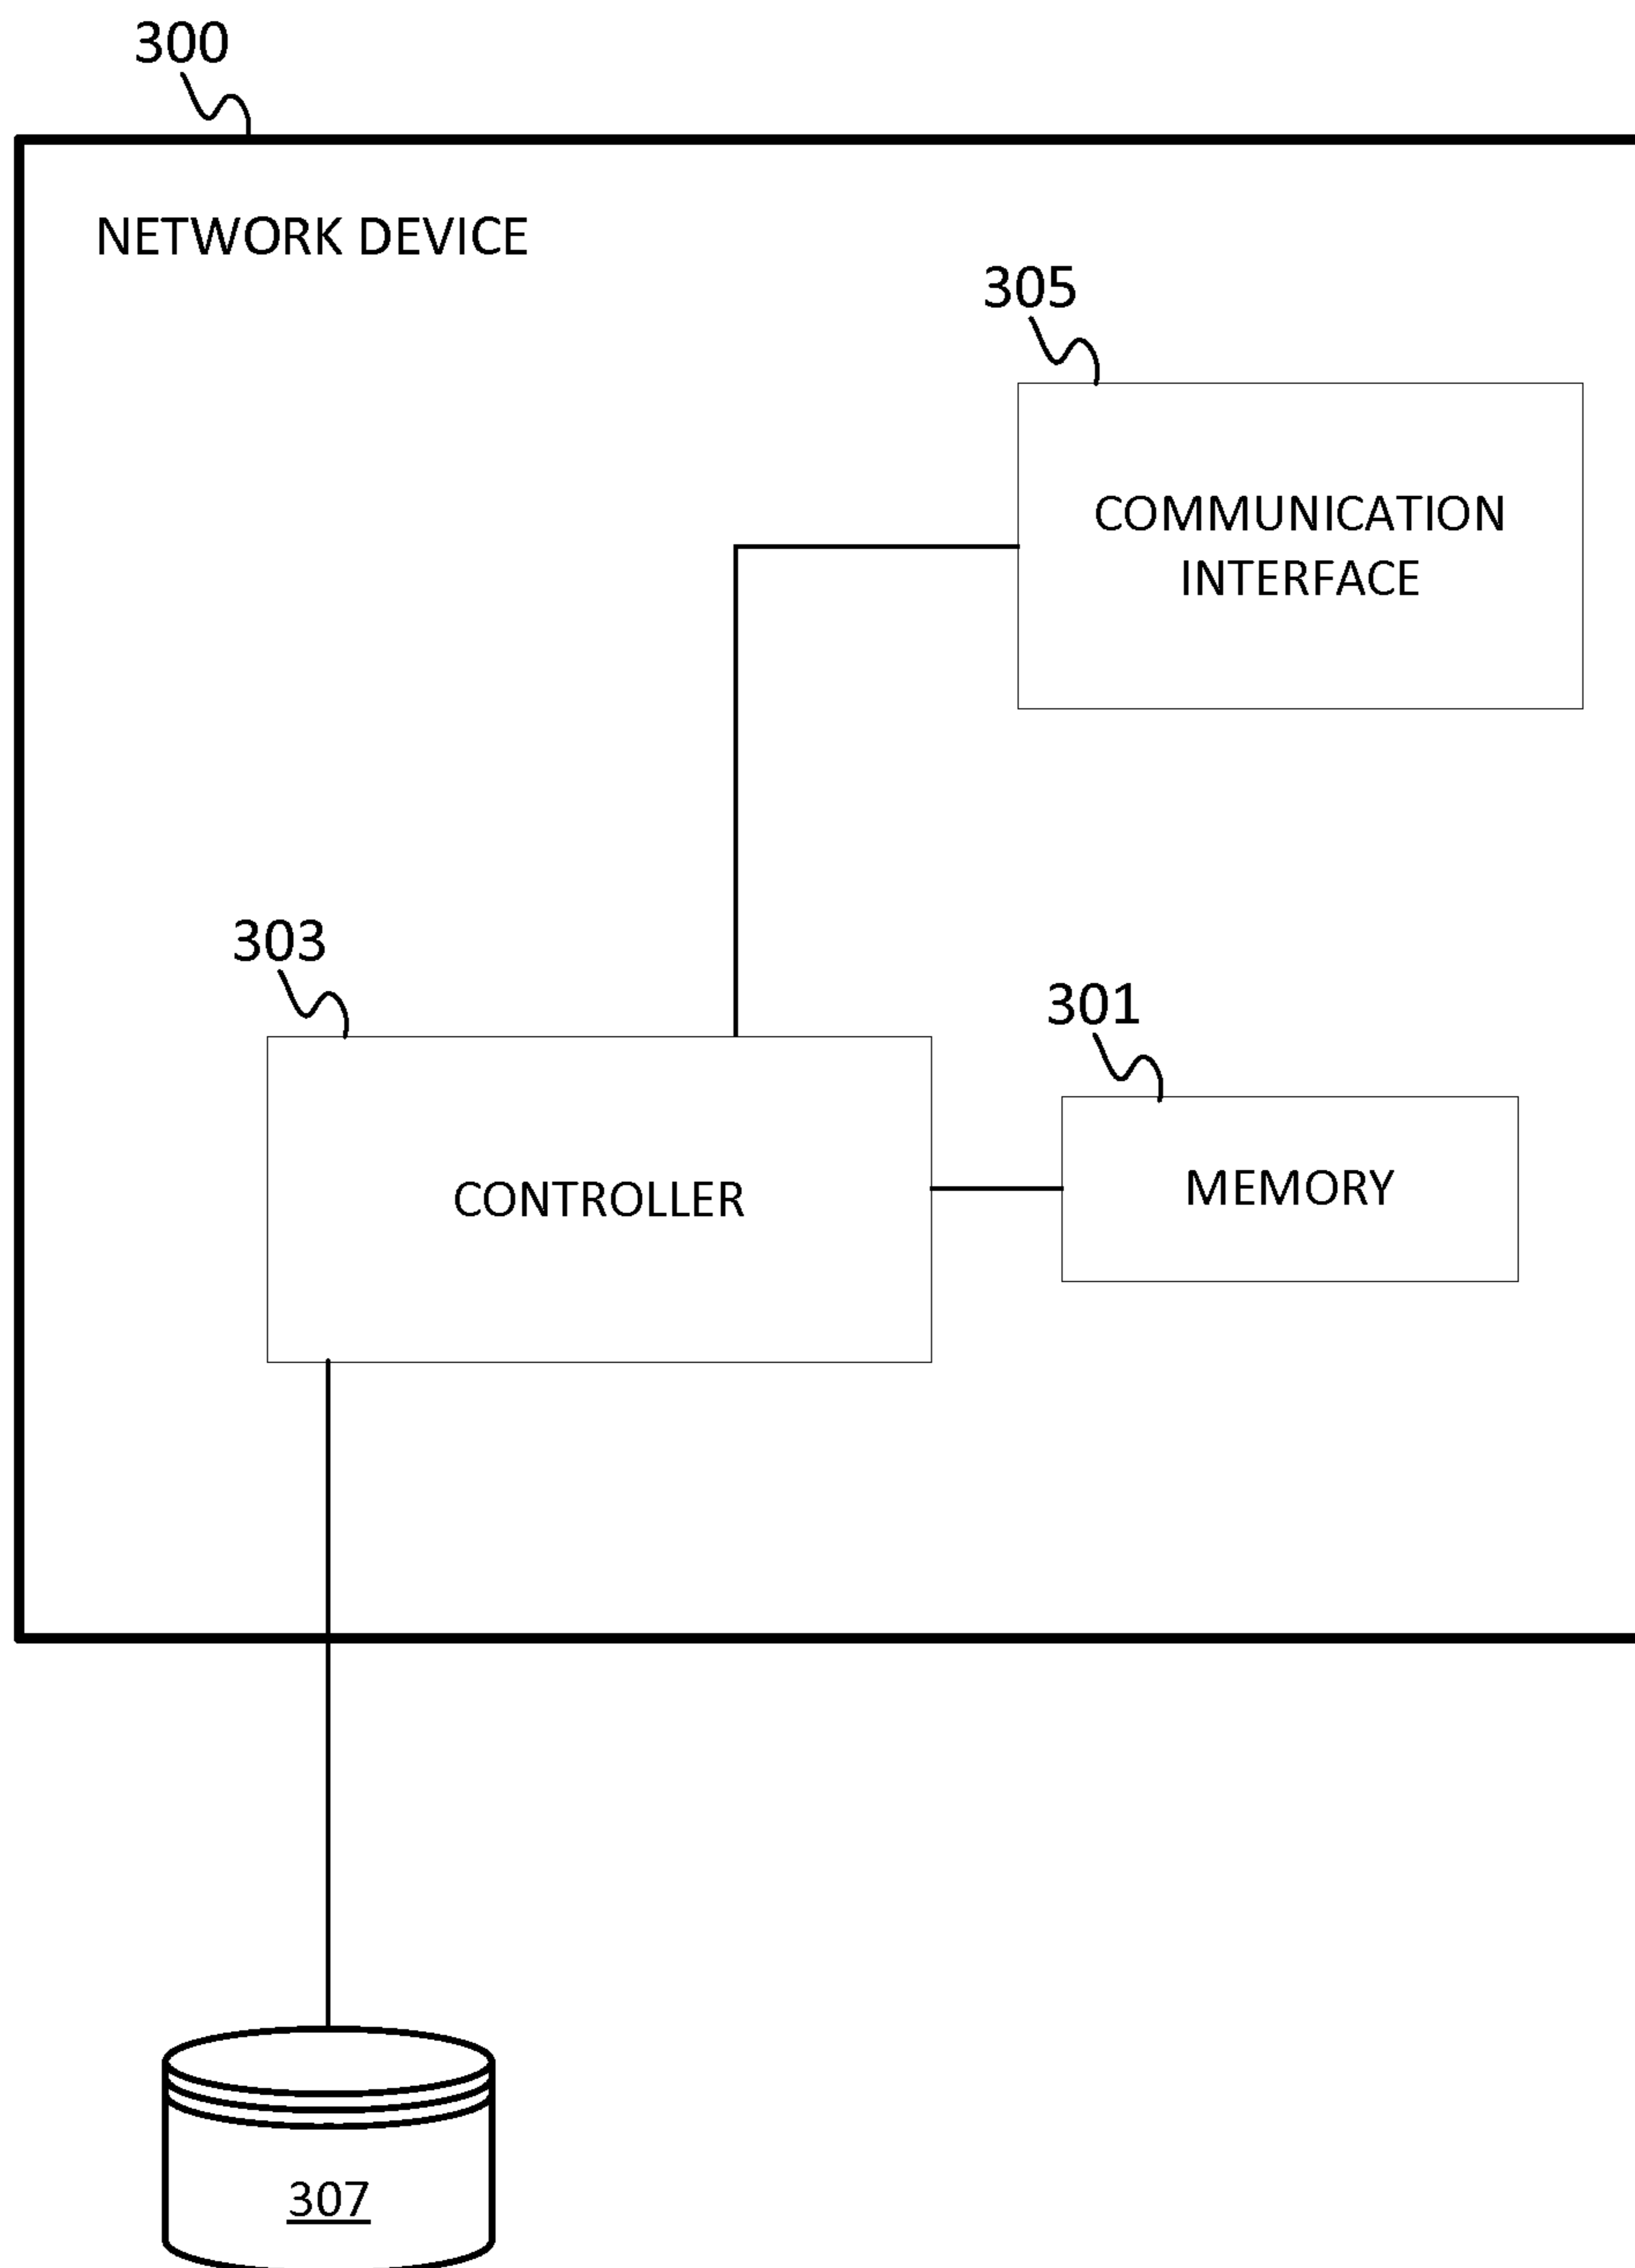 300
NETWORK DEVICE
305
COMMUNICATION
INTERFACE
303
301
CONTROLLER
MEMORY
307